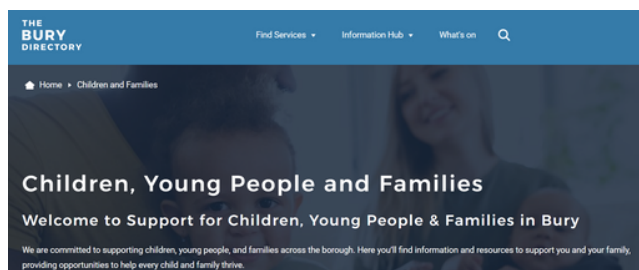 THE
BURY
DIRECTORY
Find Services
Information Hub
What's on
Home
Children and Families
Children, Young People and Families
Welcome to Support for Children, Young People & Families in Bury
We are committed to supporting children, young people, and families across the borough. Here you'll find information and resources to support you and your family,
providing opportunities to help every child and family thrive.